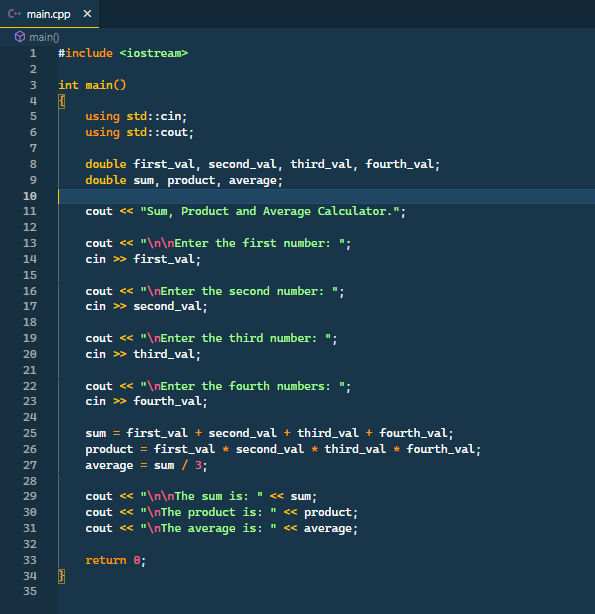 C++ main.cpp ×
main()
1 #include <iostream>
2
3 int main()
4 {
5     using std::cin;
6     using std::cout;
7
8     double first_val, second_val, third_val, fourth_val;
9     double sum, product, average;
10
11     cout << "Sum, Product and Average Calculator.";
12
13     cout << "\n\nEnter the first number: ";
14     cin >> first_val;
15
16     cout << "\nEnter the second number: ";
17     cin >> second_val;
18
19     cout << "\nEnter the third number: ";
20     cin >> third_val;
21
22     cout << "\nEnter the fourth numbers: ";
23     cin >> fourth_val;
24
25     sum = first_val + second_val + third_val + fourth_val;
26     product = first_val * second_val * third_val * fourth_val;
27     average = sum / 3;
28
29     cout << "\n\nThe sum is: " << sum;
30     cout << "\nThe product is: " << product;
31     cout << "\nThe average is: " << average;
32
33     return 0;
34 }
35